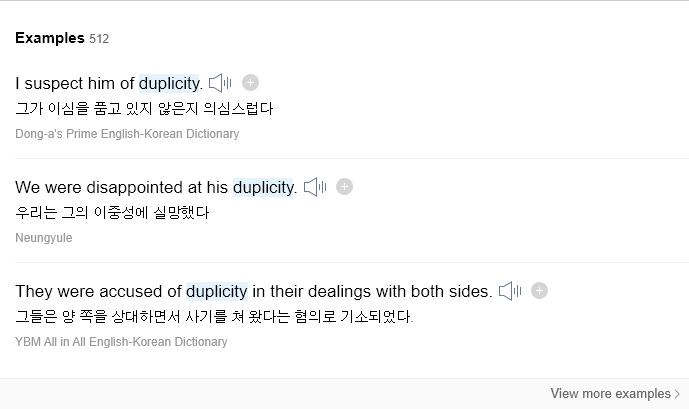 Examples 512
I suspect him of duplicity.
그가 이심을 품고 있지 않은지 의심스럽다
Dong-a's Prime English-Korean Dictionary
We were disappointed at his duplicity.
우리는 그의 이중성에 실망했다
Neungyule
They were accused of duplicity in their dealings with both sides.
그들은 양 쪽을 상대하면서 사기를 쳐 왔다는 혐의로 기소되었다.
YBM All in All English-Korean Dictionary
View more examples